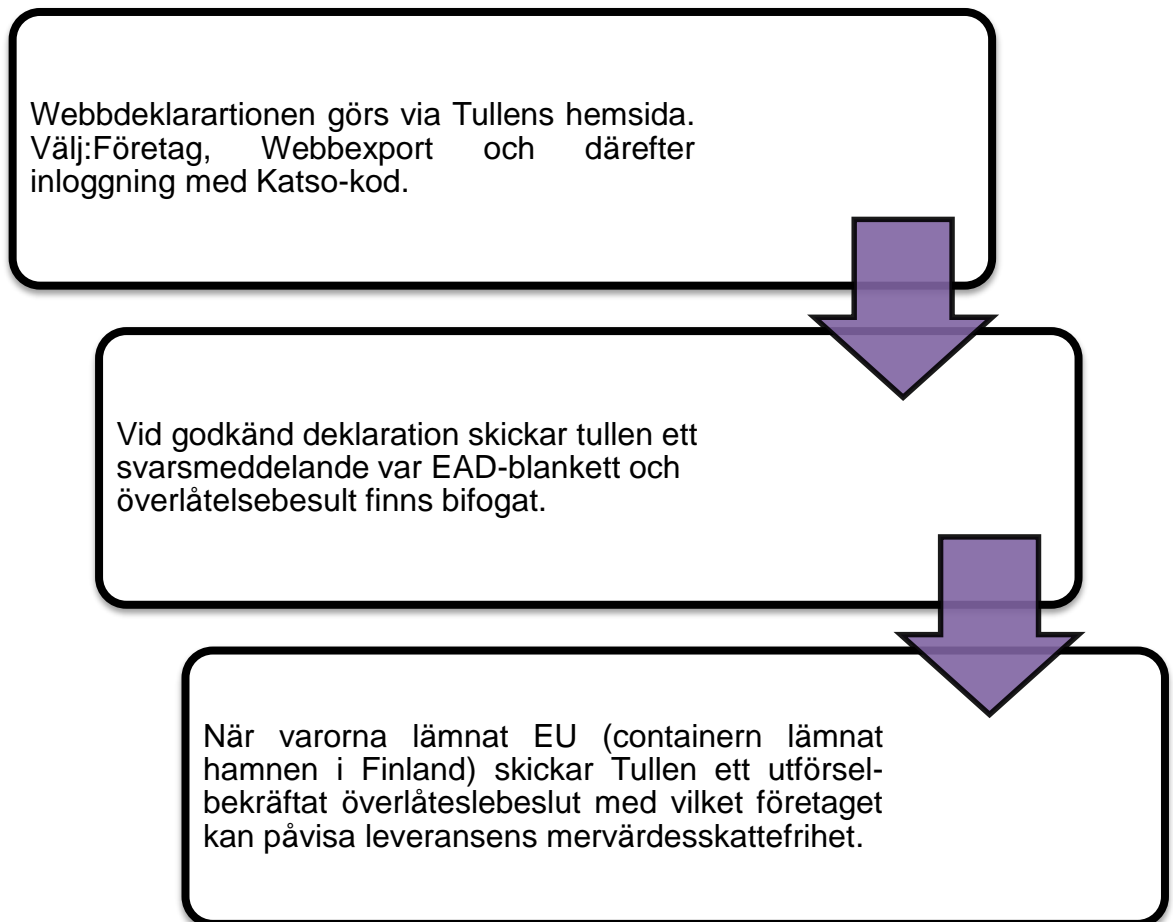 Webbdeklarartionen görs via Tullens hemsida.
Välj:Företag, Webbexport och därefter
inloggning med Katso-kod.
Vid godkänd deklaration skickar tullen ett
svarsmeddelande var EAD-blankett och
överlåtelsebesult finns bifogat.
När varorna lämnat EU (containern lämnat
hamnen i Finland) skickar Tullen ett utförsel-
bekräftat överlåteslebeslut med vilket företaget
kan påvisa leveransens mervärdesskattefrihet.